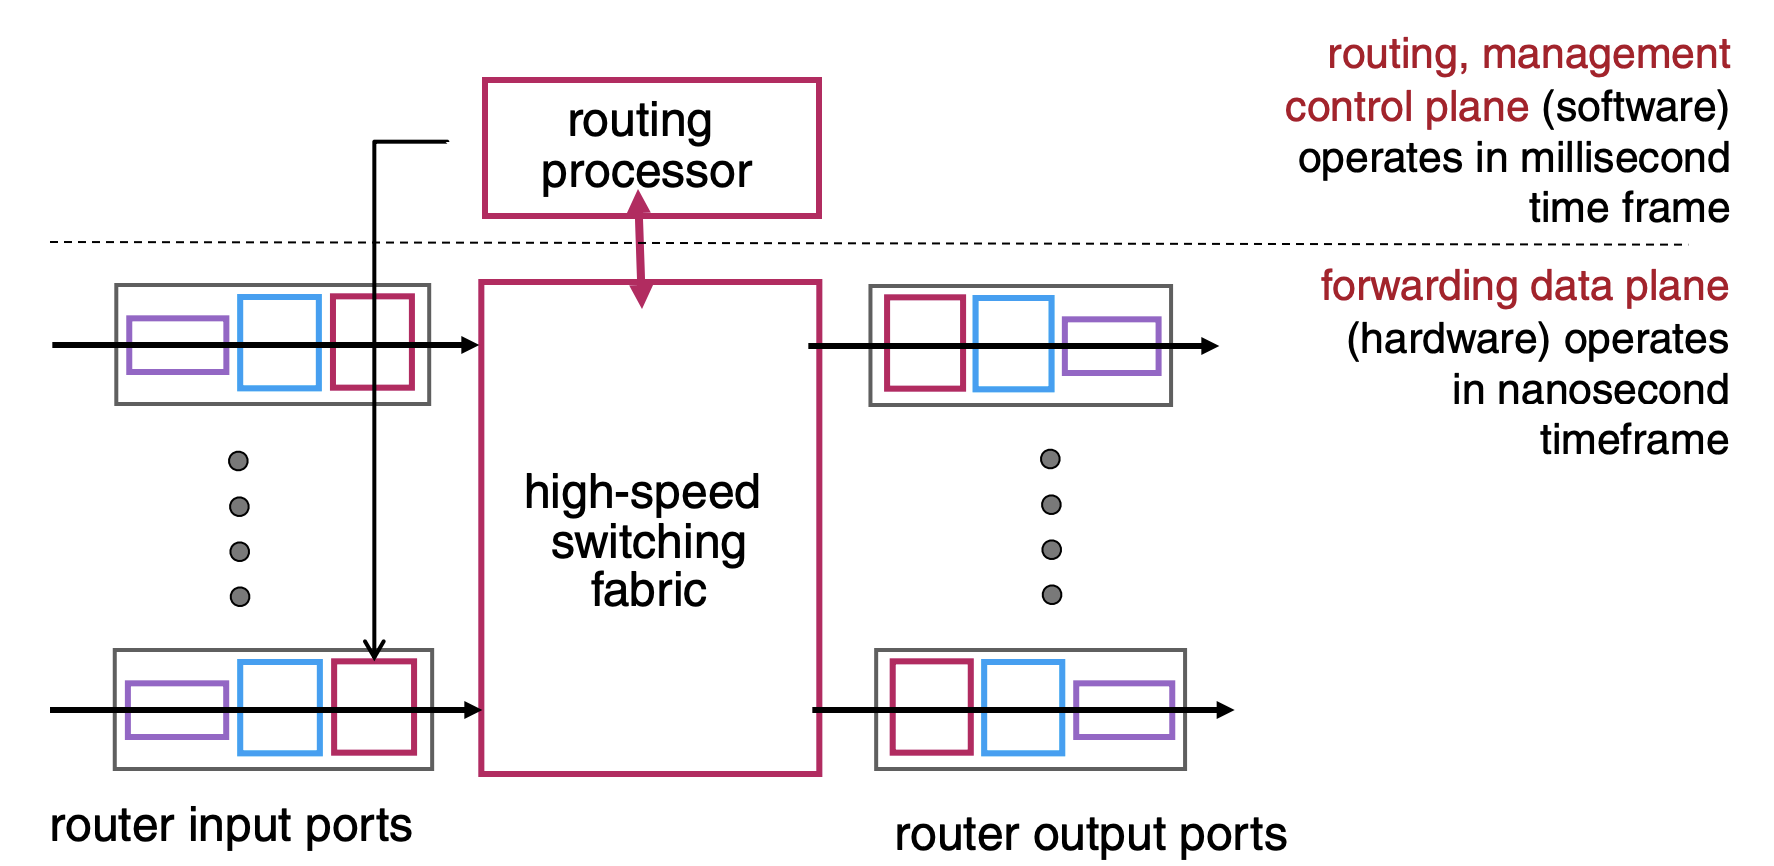 routing, management
control plane (software)
operates in millisecond
time frame
routing
processor
forwarding data plane
(hardware) operates
in nanosecond
timeframe
high-speed
switching
fabric
router input ports
router output ports